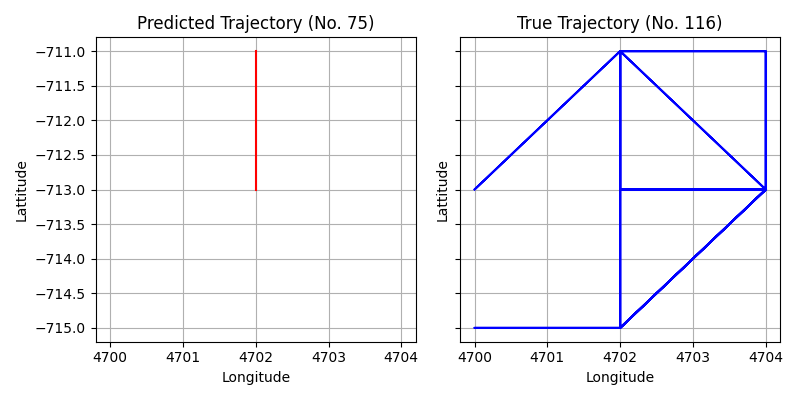 Predicted Trajectory (No. 75)
True Trajectory (No. 116)
−711.0
−711.5
−712.0
−712.5
−713.0
−713.5
−714.0
−714.5
−715.0
Lattitude
Lattitude
4700 4701 4702 4703 4704
4700 4701 4702 4703 4704
Longitude
Longitude